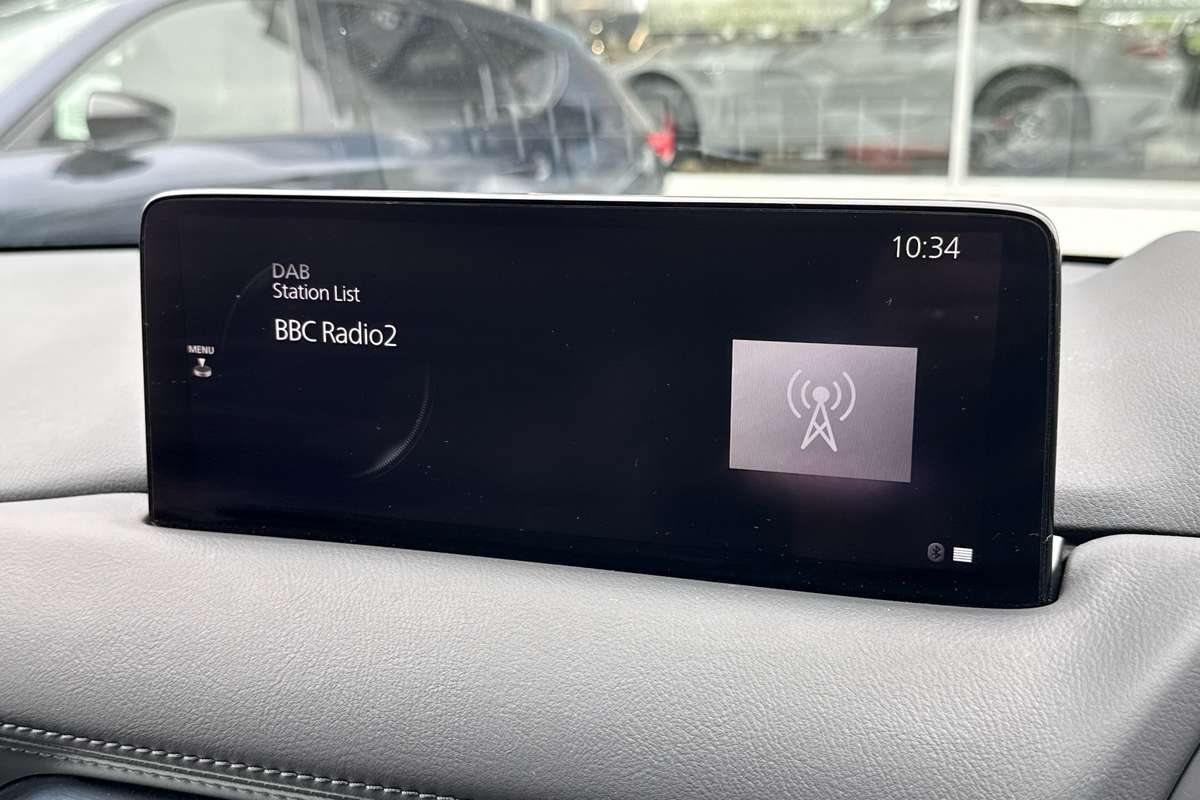 10:34
DAB
Station List
BBC Radio2
MENU